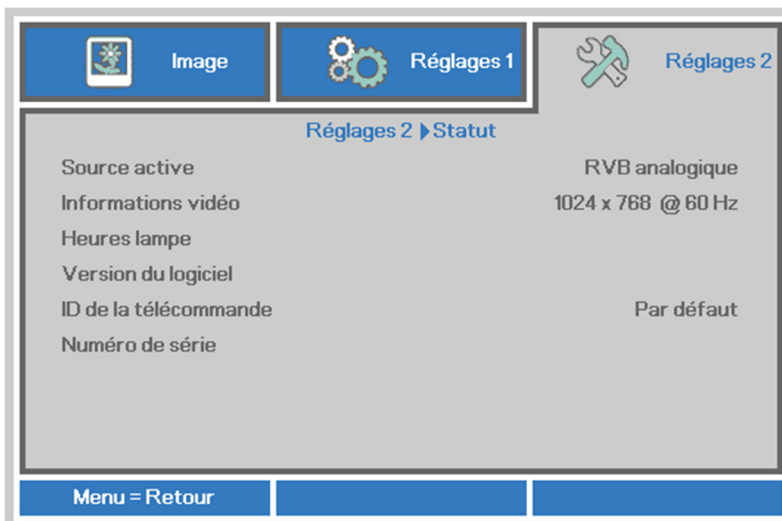 Image
Réglages 1
Réglages 2
Réglages 2 ▶ Statut
Source active RVB analogique
Informations vidéo 1024 x 768 @ 60 Hz
Heures lampe
Version du logiciel
ID de la télécommande Par défaut
Numéro de série
Menu = Retour